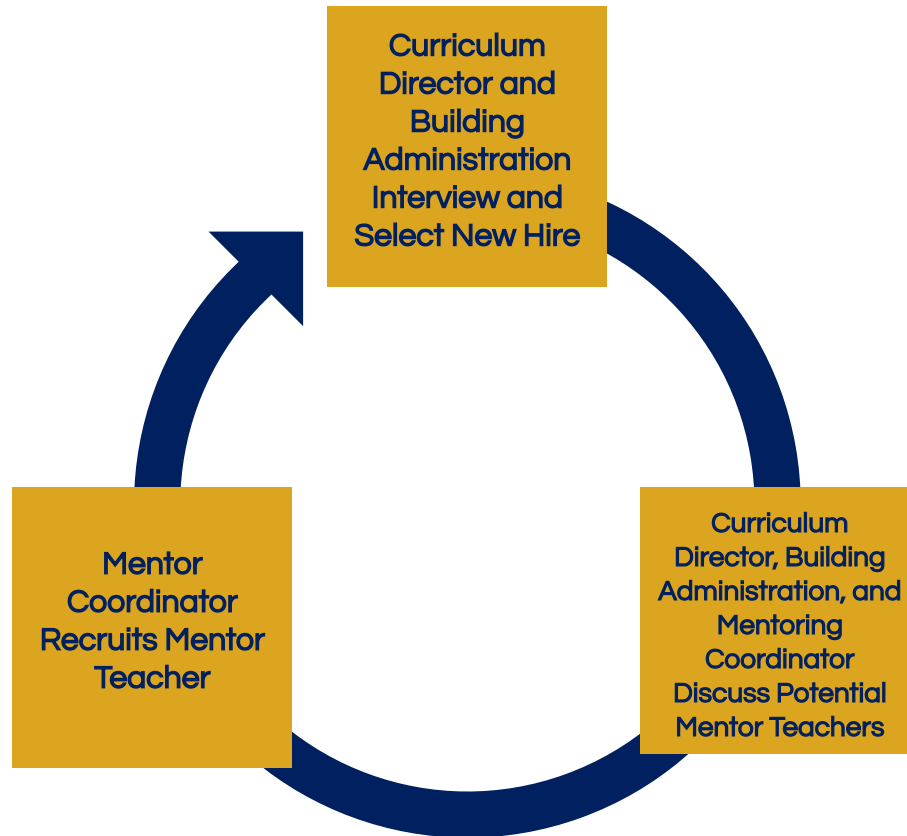 Curriculum
Director and
Building
Administration
Interview and
Select New Hire
Curriculum
Director, Building
Administration, and
Mentoring
Coordinator
Discuss Potential
Mentor Teachers
Mentor
Coordinator
Recruits Mentor
Teacher